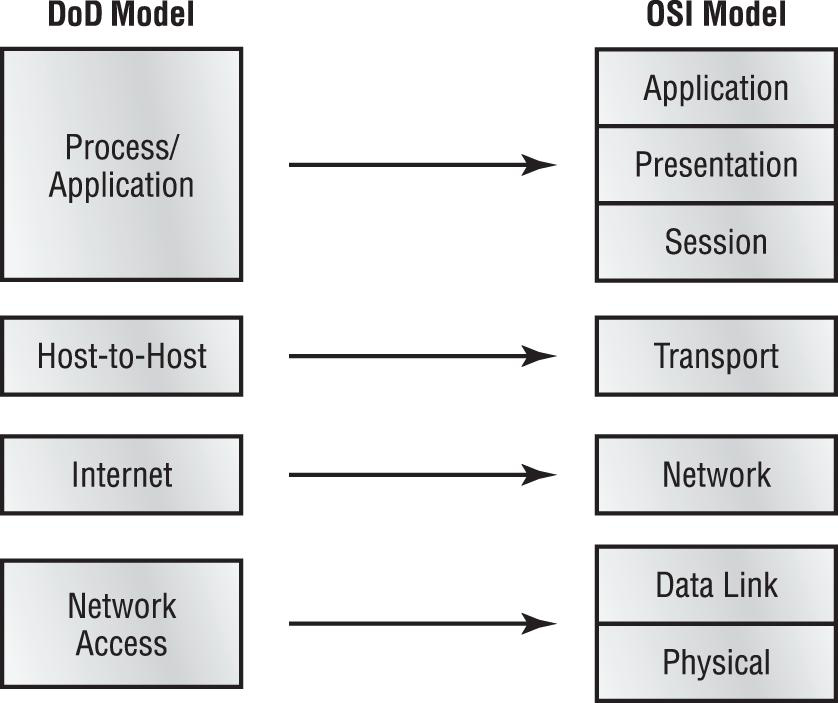 DoD Model
OSI Model
Process/
Application
Application
Presentation
Session
Host-to-Host
Transport
Internet
Network
Network
Access
Data Link
Physical